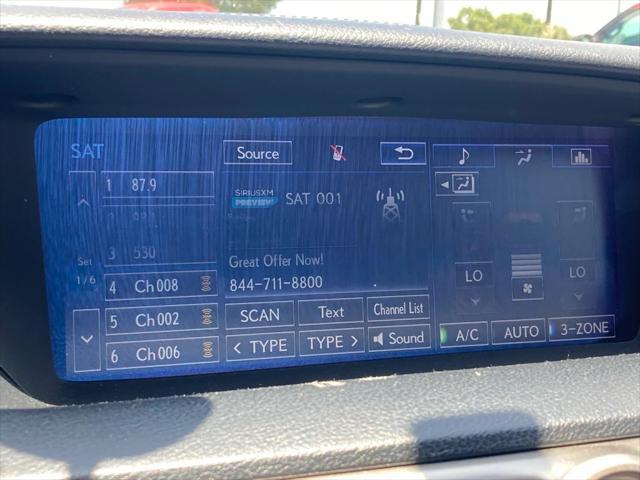 SAT
Source
1 87.9
SIRIUSXM
PREVIEW
SAT 001
2
3 530
Set
1/6
Great Offer Now!
844-711-8800
4 Ch008
5 Ch002
6 Ch006
SCAN
Text
Channel List
< TYPE
TYPE >
Sound
LO
LO
A/C
AUTO
3-ZONE